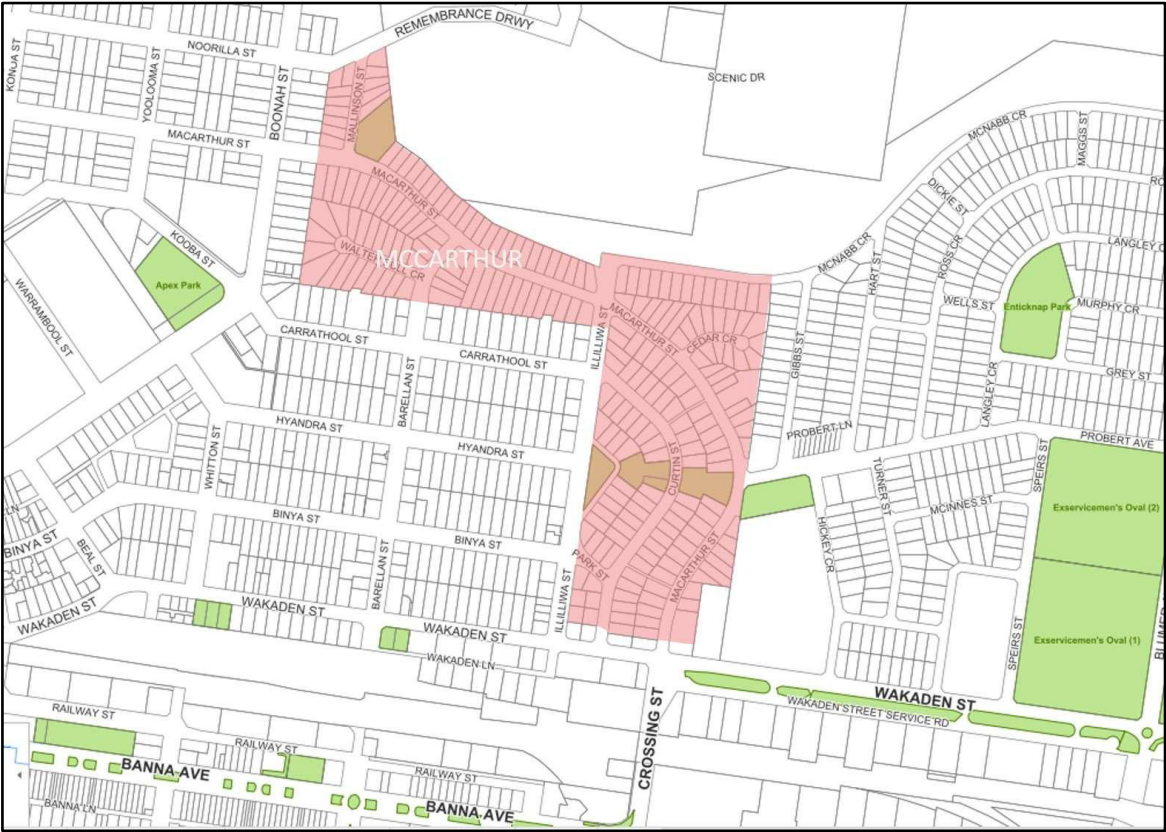 REMEMBRANCE DRWY
NOORILLA ST
KONUA ST
YOOLOOMA ST
BOONAH ST
MALLINSON ST
SCENIC DR
MACARTHUR ST
MCNABB CR
MAGGS ST
DICKIE ST
MACARTHUR ST
KOOBA ST
WALTER
CR
MCCARTHUR
MCNABB CR
HART ST
ROSS CR
LANGLEY C
Apex Park
WARRAMBOOL ST
WELLS ST
Enticknap Park
MURPHY CR
MACARTHUR ST
CEDAR CR
ILLILLIWA ST
GIBBS ST
CARRATHOOL ST
CARRATHOOL ST
BARELLAN ST
LANGLEY CR
GREY ST
HYANDRA ST
HYANDRA ST
PROBERT LN
PROBERT AVE
WHITTON ST
CURTIN ST
TURNER ST
SPEIRS ST
MCINNES ST
Exservicemen's Oval (2)
LN
BINYA ST
BINYA ST
BINYA ST
BEAL ST
HICKEY CR
PARK ST
MACARTHUR ST
BARELLAN ST
ILLILLIWA ST
WAKADEN ST
WAKADEN ST
WAKADEN ST
WAKADEN LN
SPEIRS ST
Exservicemen's Oval (1)
BLUME
WAKADEN ST
WAKADEN STREET SERVICE RD
CROSSING ST
RAILWAY ST
RAILWAY ST
RAILWAY ST
BANNA AVE
BANNA AVE
BANNA LN